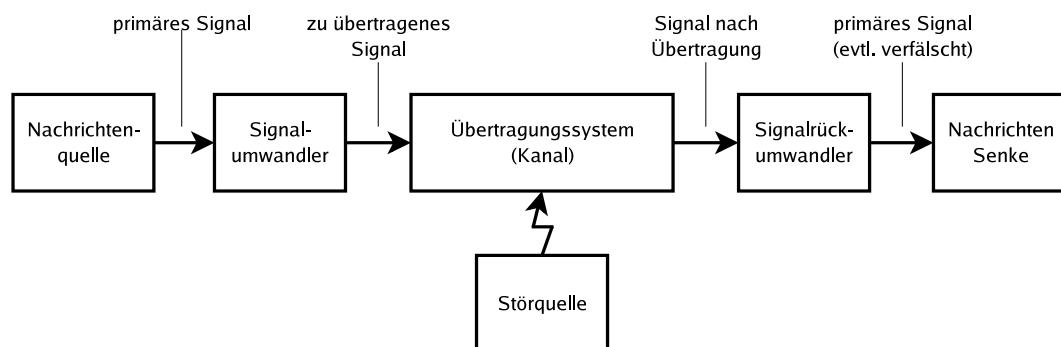 primäres Signal
zu übertragenes
Signal
Signal nach
Übertragung
primäres Signal
(evtl. verfälscht)
Nachrichten-
quelle
Signal-
umwandler
Übertragungssystem
(Kanal)
Signalrück-
umwandler
Nachrichten
Senke
Störquelle